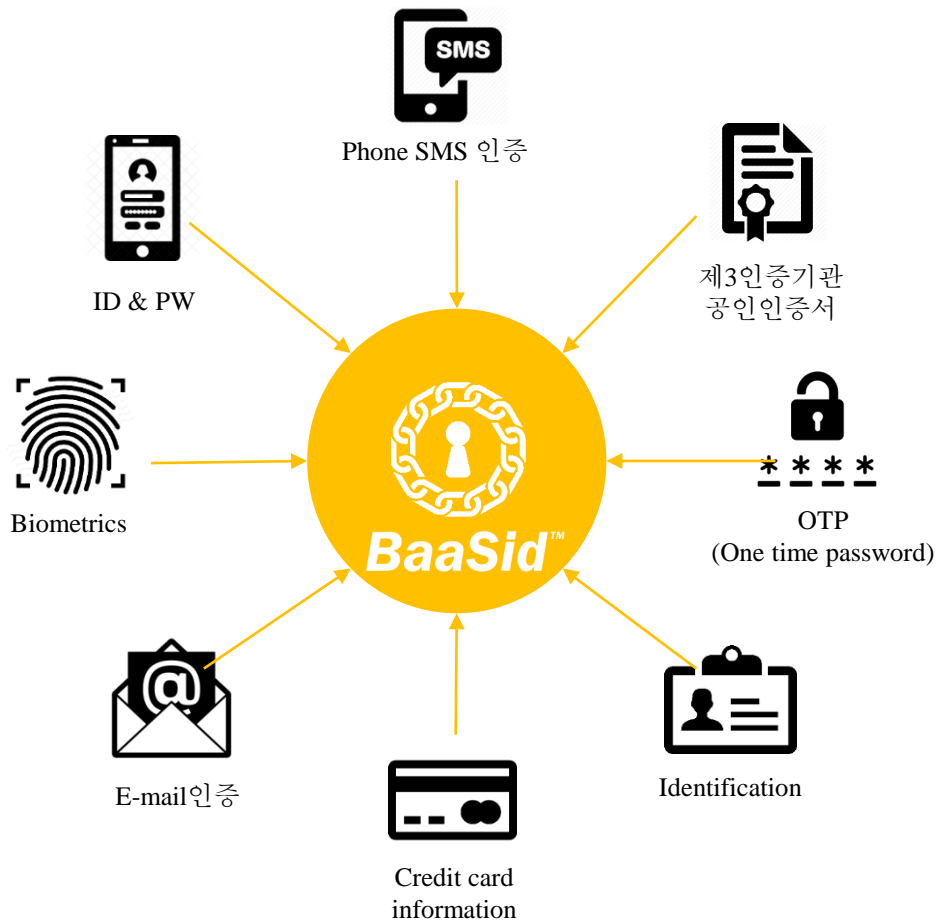 SMS
Phone SMS 인증
ID & PW
제3인증기관
공인인증서
Biometrics
BaaSid™
* * * *
OTP
(One time password)
@
E-mail인증
Identification
Credit card
information